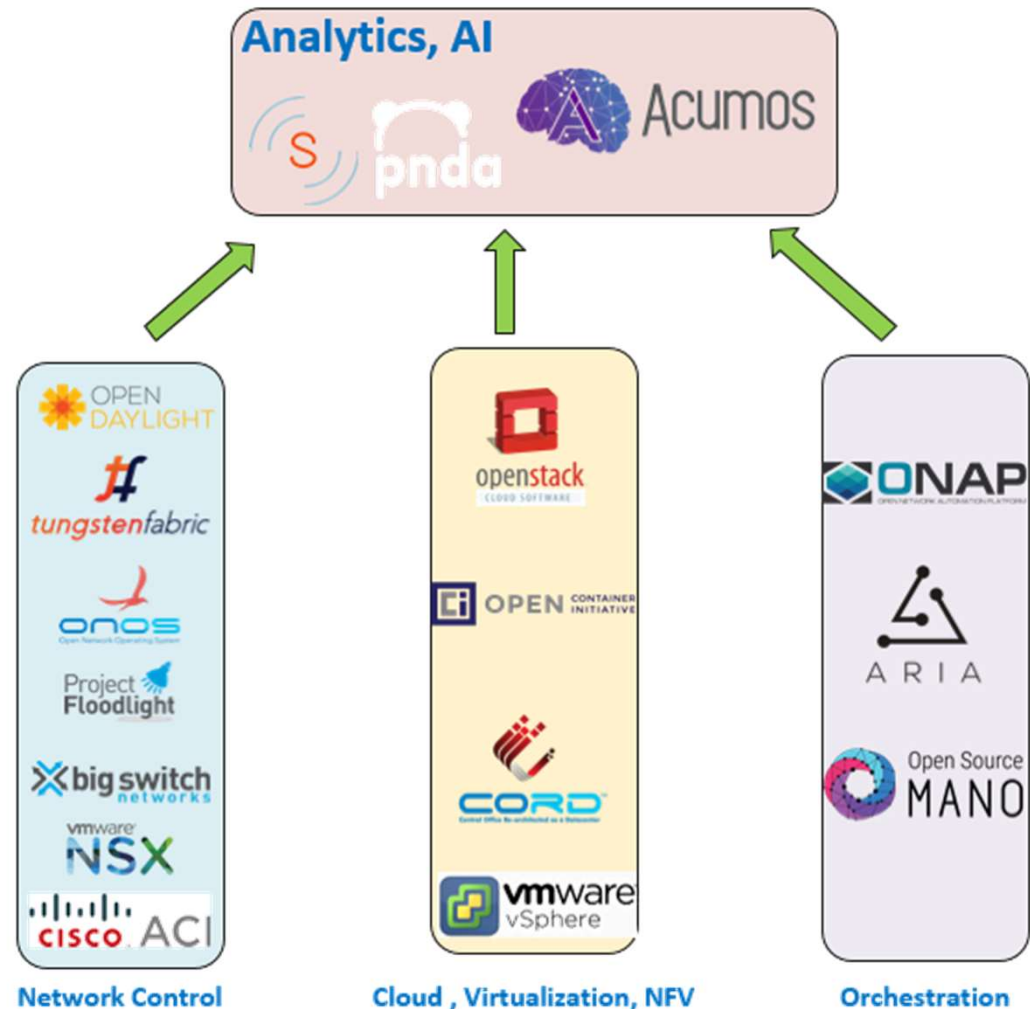 Analytics, AI
S
pnda
Acumos
OPEN
DAYLIGHT
tungstenfabric
onos
Open Network Operating System
Project
Floodlight
big switch
networks
vmware
NSX
CISCO ACI
Network Control
openstack
CLOUD SOFTWARE
Ci OPEN CONTAINER
INITIATIVE
CORD™
Central Office Re-architected as a Datacenter
vmware
vSphere
Cloud , Virtualization, NFV
ONAP
OPEN NETWORK AUTOMATION PLATFORM
ARIA
Open Source
MANO
Orchestration